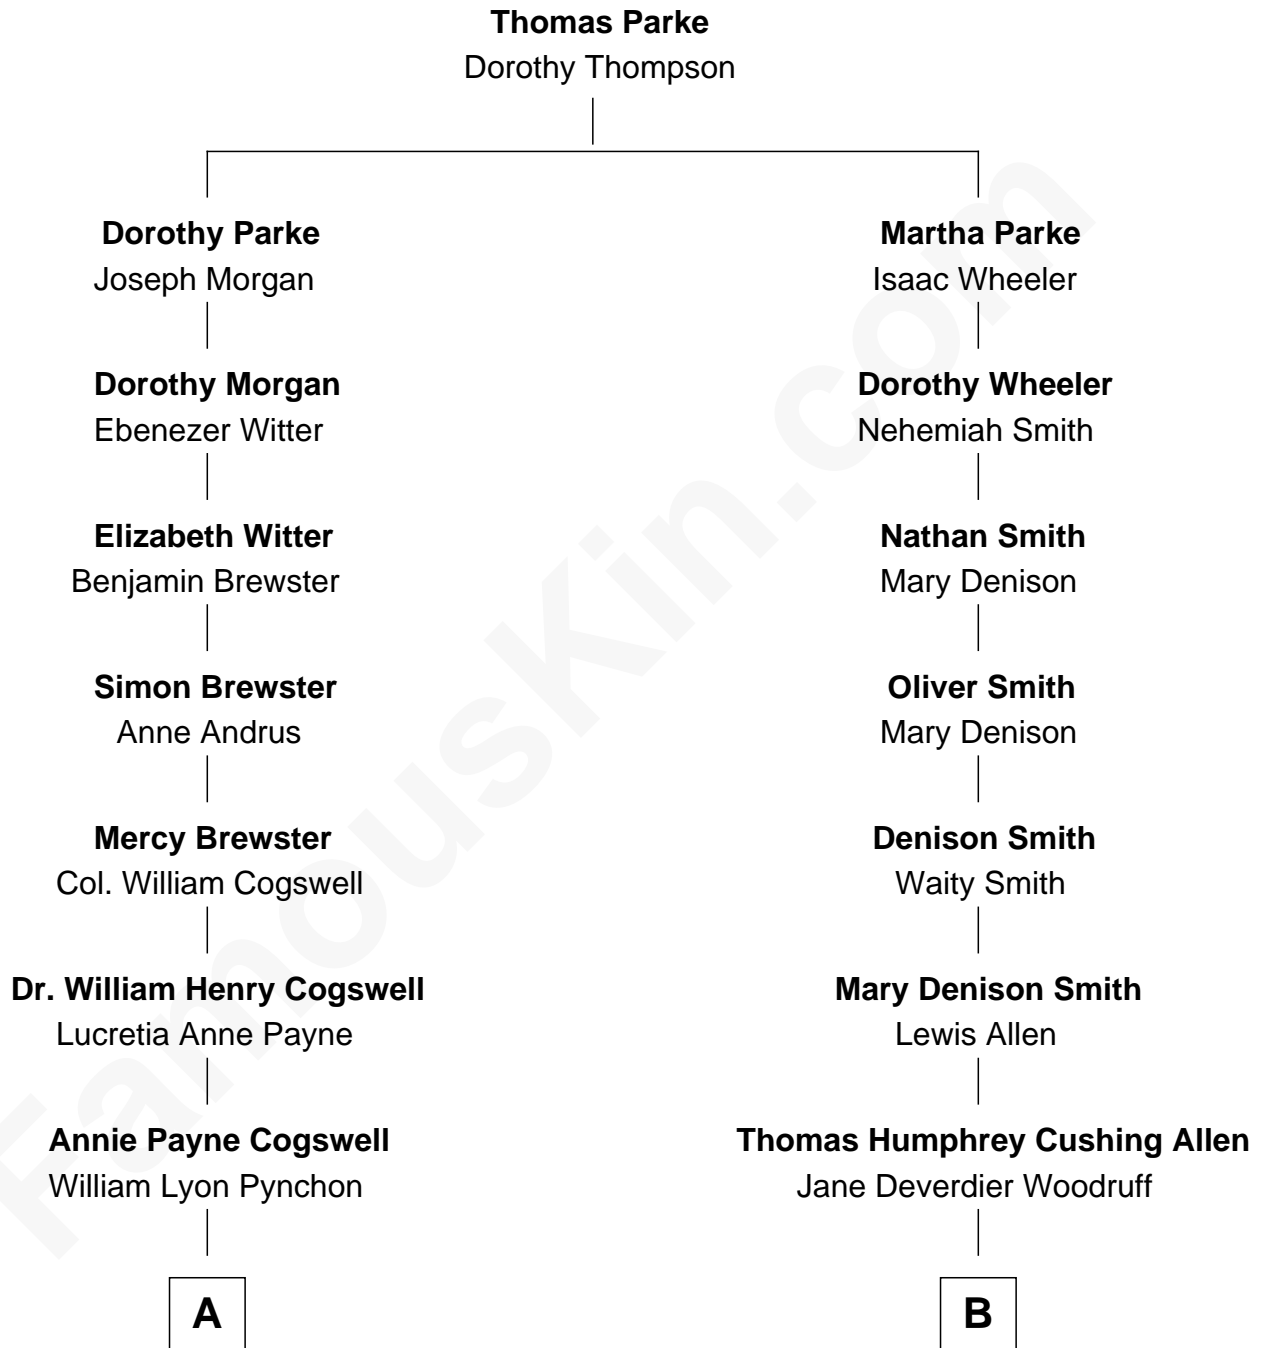 Thomas Parke
Dorothy Thompson
Dorothy Parke
Joseph Morgan
Martha Parke
Isaac Wheeler
Dorothy Morgan
Ebenezer Witter
Dorothy Wheeler
Nehemiah Smith
Elizabeth Witter
Benjamin Brewster
Nathan Smith
Mary Denison
Simon Brewster
Anne Andrus
Oliver Smith
Mary Denison
Mercy Brewster
Col. William Cogswell
Denison Smith
Waity Smith
Dr. William Henry Cogswell
Lucretia Anne Payne
Mary Denison Smith
Lewis Allen
Annie Payne Cogswell
William Lyon Pynchon
Thomas Humphrey Cushing Allen
Jane Deverdier Woodruff
A
B
FamousKin.com